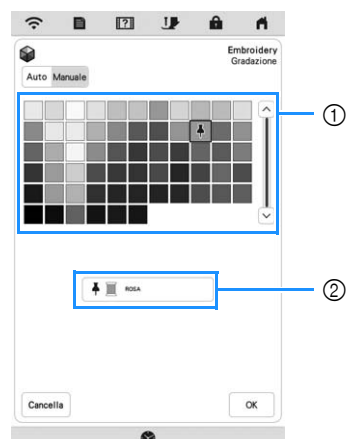 Embroidery
Gradazione
Auto Manuale
①
ROSA
②
Cancella OK